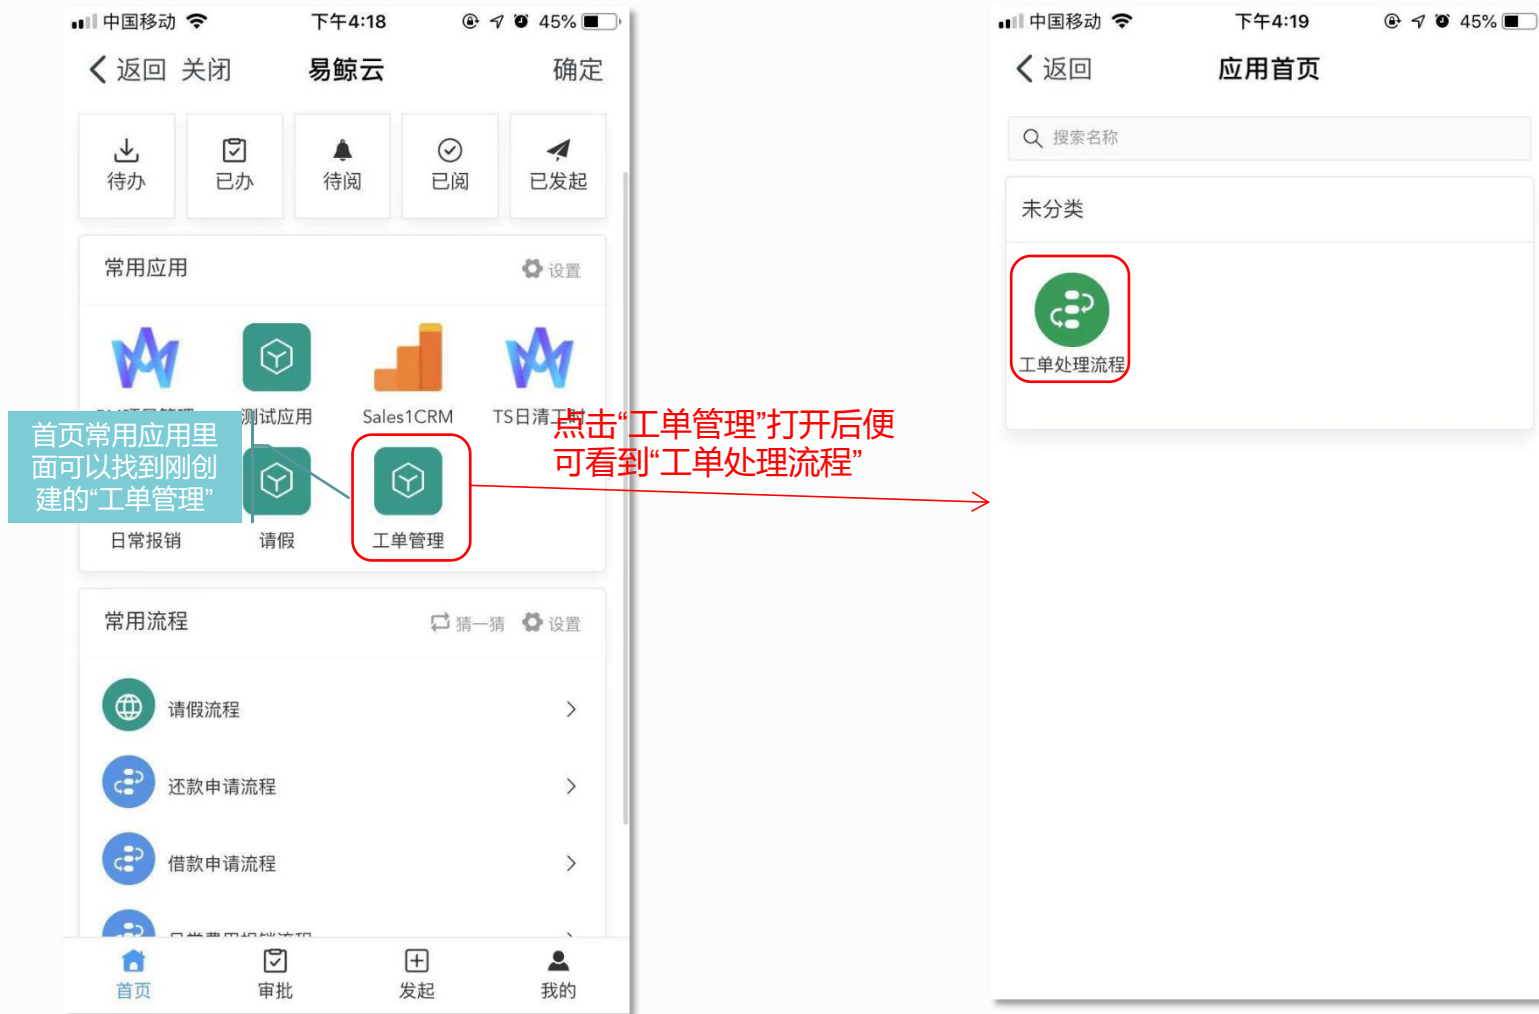 中国移动
下午4:18
45%
返回 关闭
易鲸云
确定
待办
已办
待阅
已阅
已发起
常用应用
设置
测试应用
Sales1CRM
TS日清工时
首页常用应用里
面可以找到刚创
建的“工单管理”
日常报销
请假
工单管理
点击“工单管理”打开后便
可看到“工单处理流程”
常用流程
猜一猜
设置
请假流程
还款申请流程
借款申请流程
首页
审批
发起
我的
中国移动
下午4:19
45%
返回
应用首页
搜索名称
未分类
工单处理流程